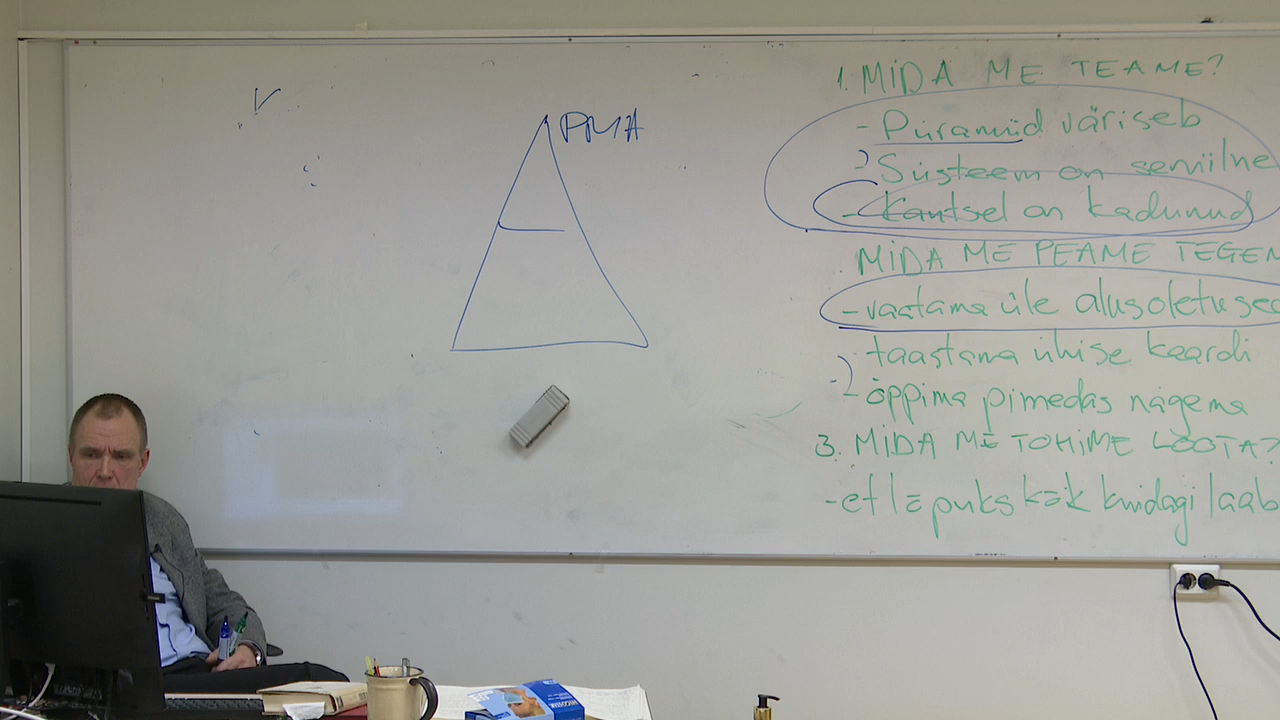 PMA
1. MIDA ME TEAME?
- Püramiid väriseb
Süsteem on seniilne
- Kantsel on kadunud
MIDA ME PEAME TEGEM
- vaatama üle alusoletused
taastama ühise kaardi
- õppima pimedas nägema
3. MIDA ME TOHIME LOOTA?
- et lõpuks kõik kuidagi laab